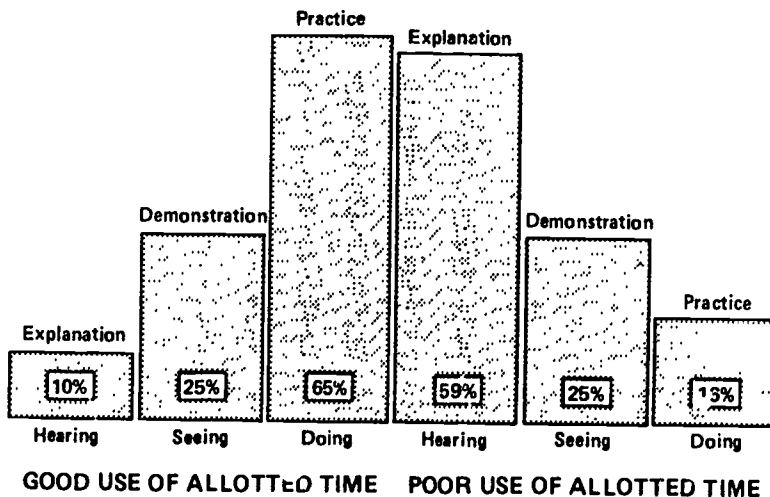 Practice
Explanation
Demonstration
Demonstration
Practice
Explanation
10% 25% 65% 59% 25% 16%
Hearing Seeing Doing Hearing Seeing Doing
GOOD USE OF ALLOTTED TIME POOR USE OF ALLOTTED TIME